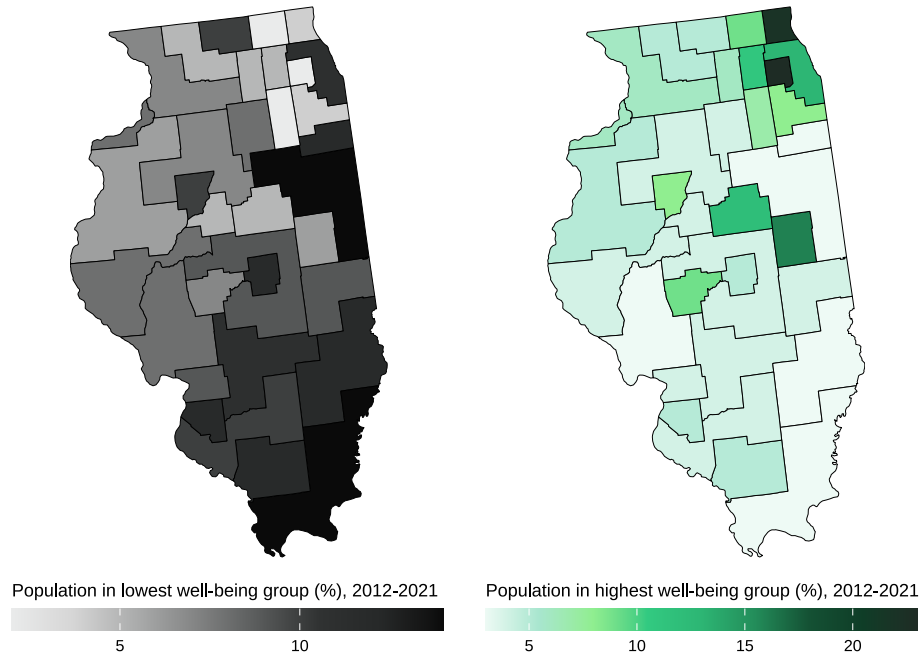 Population in lowest well-being group (%), 2012-2021
5 10
Population in highest well-being group (%), 2012-2021
5 10 15 20